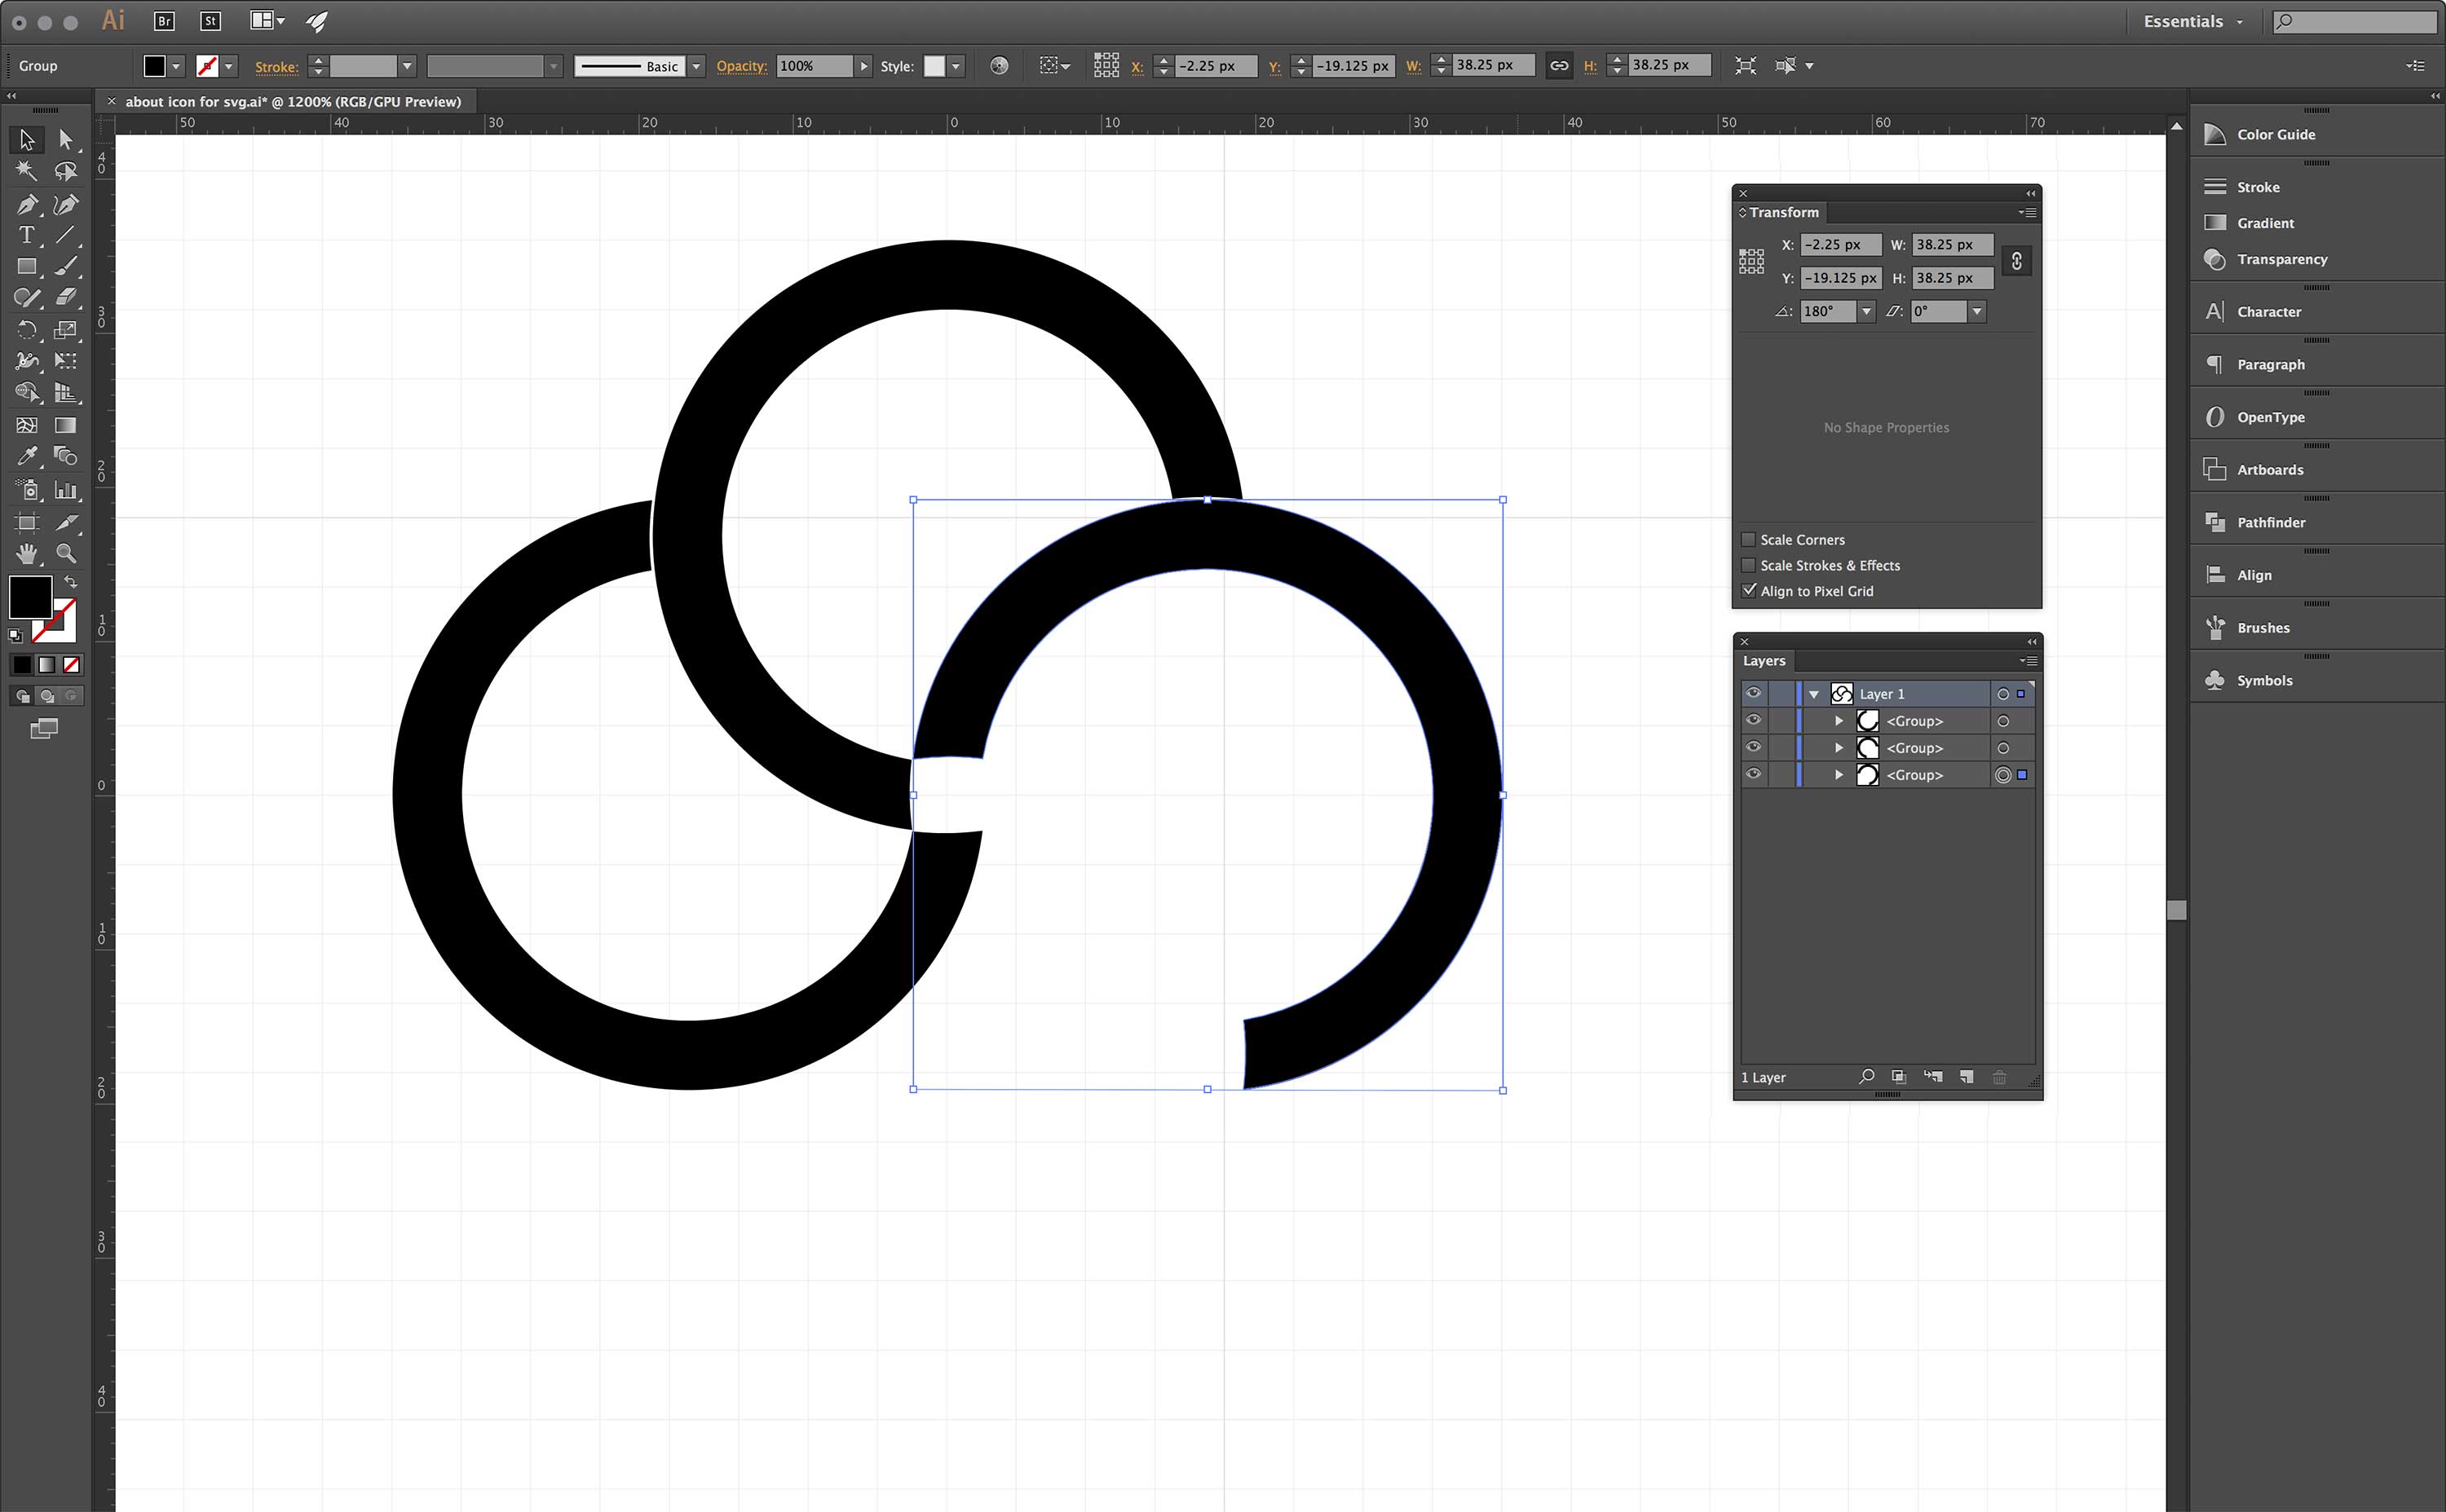 Ai Br St Essentials
Group Stroke: Basic Opacity: 100% Style: X: -2.25 px Y: -19.125 px W: 38.25 px H: 38.25 px
× about icon for svg.ai* @ 1200% (RGB/GPU Preview)
50 40 30 20 10 0 10 20 30 40 50 60 70
40
30
20
10
0
10
20
30
40
Transform
X: -2.25 px W: 38.25 px
Y: -19.125 px H: 38.25 px
180° 0°
No Shape Properties
Scale Corners
Scale Strokes & Effects
Align to Pixel Grid
Layers
Layer 1
<Group>
<Group>
<Group>
1 Layer
Color Guide
Stroke
Gradient
Transparency
Character
Paragraph
OpenType
Artboards
Pathfinder
Align
Brushes
Symbols